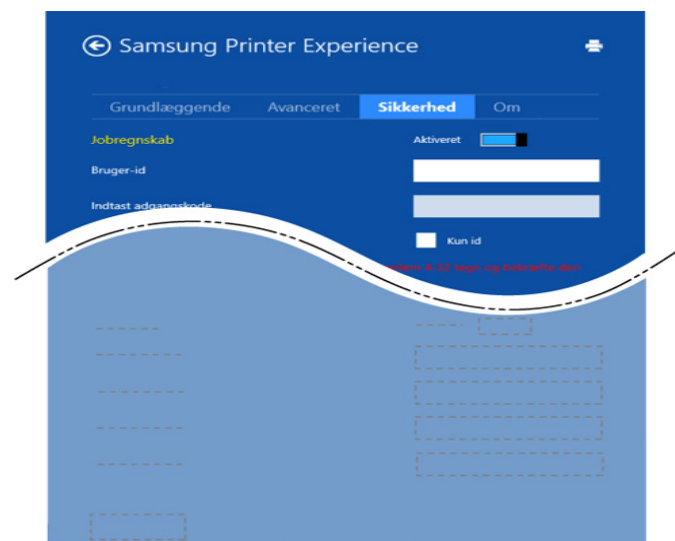 Samsung Printer Experience
Grundlæggende Avanceret Sikkerhed Om
Jobregnskab Aktiveret
Bruger-id
Indtast adgangskode
Kun id
4-32 tegn og bekræfte den